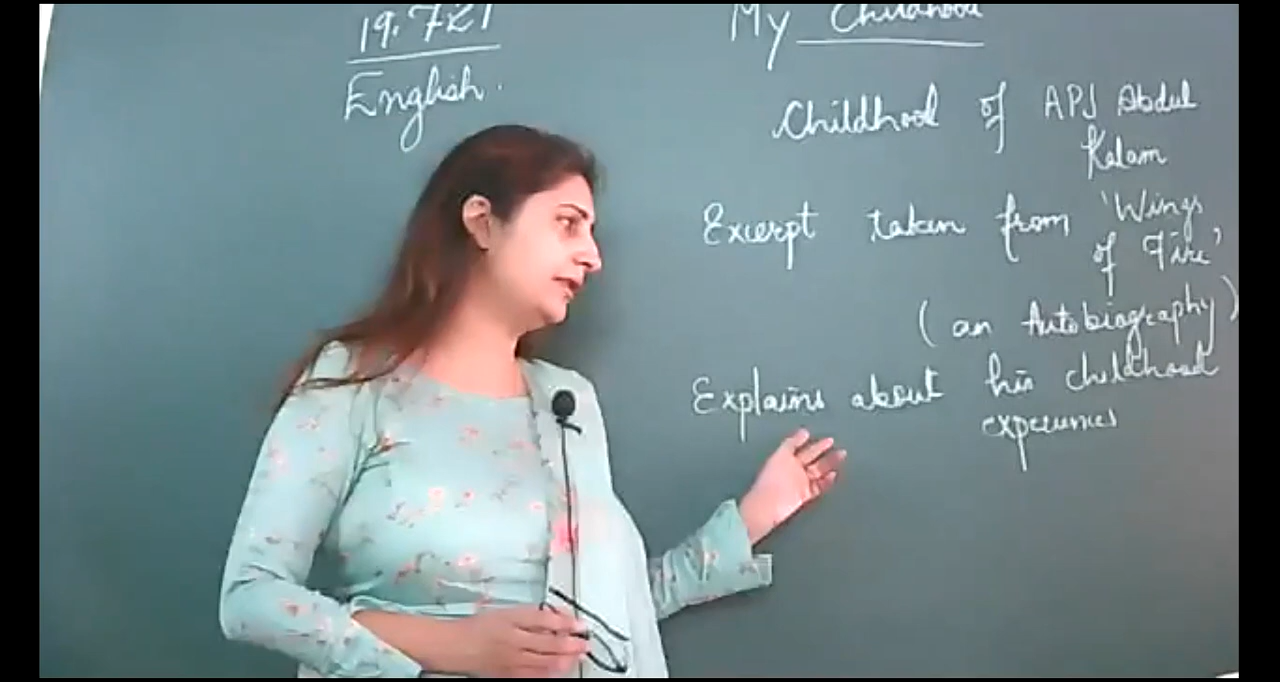 19.7.21
English.
My Childhood
Childhood of APJ Abdul
Kalam
Excerpt taken from 'Wings
of Fire'
(an Autobiography)
Explains about his childhood
experiences